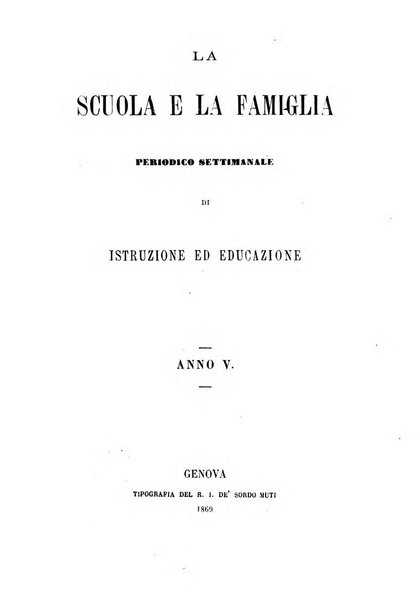 LA
SCUOLA E LA FAMIGLIA
PERIODICO SETTIMANALE
DI
ISTRUZIONE ED EDUCAZIONE
ANNO V.
GENOVA
TIPOGRAFIA DEL R. I. DE' SORDO MUTI
1869